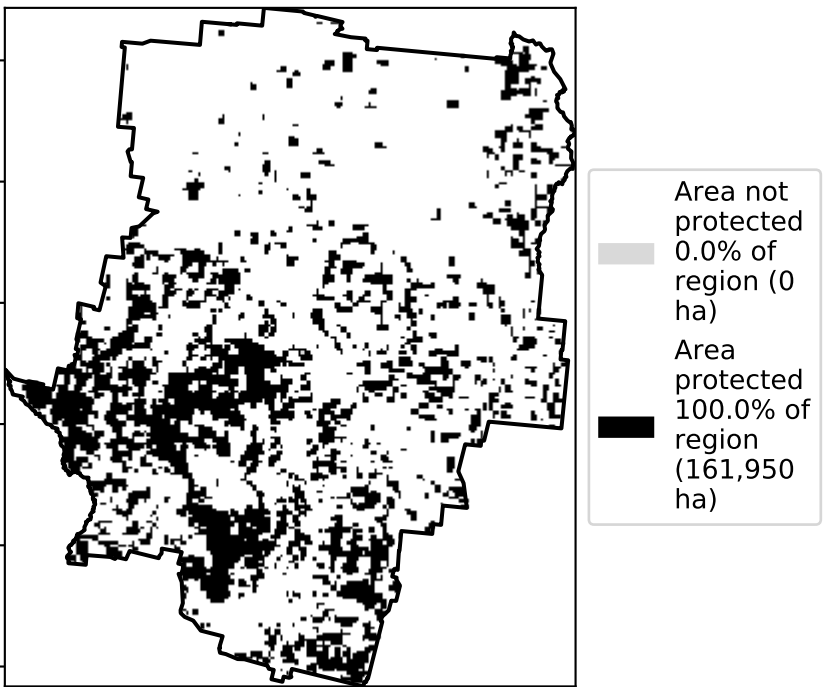 Area not
protected
0.0% of
region (0
ha)
Area
protected
100.0% of
region
(161,950
ha)